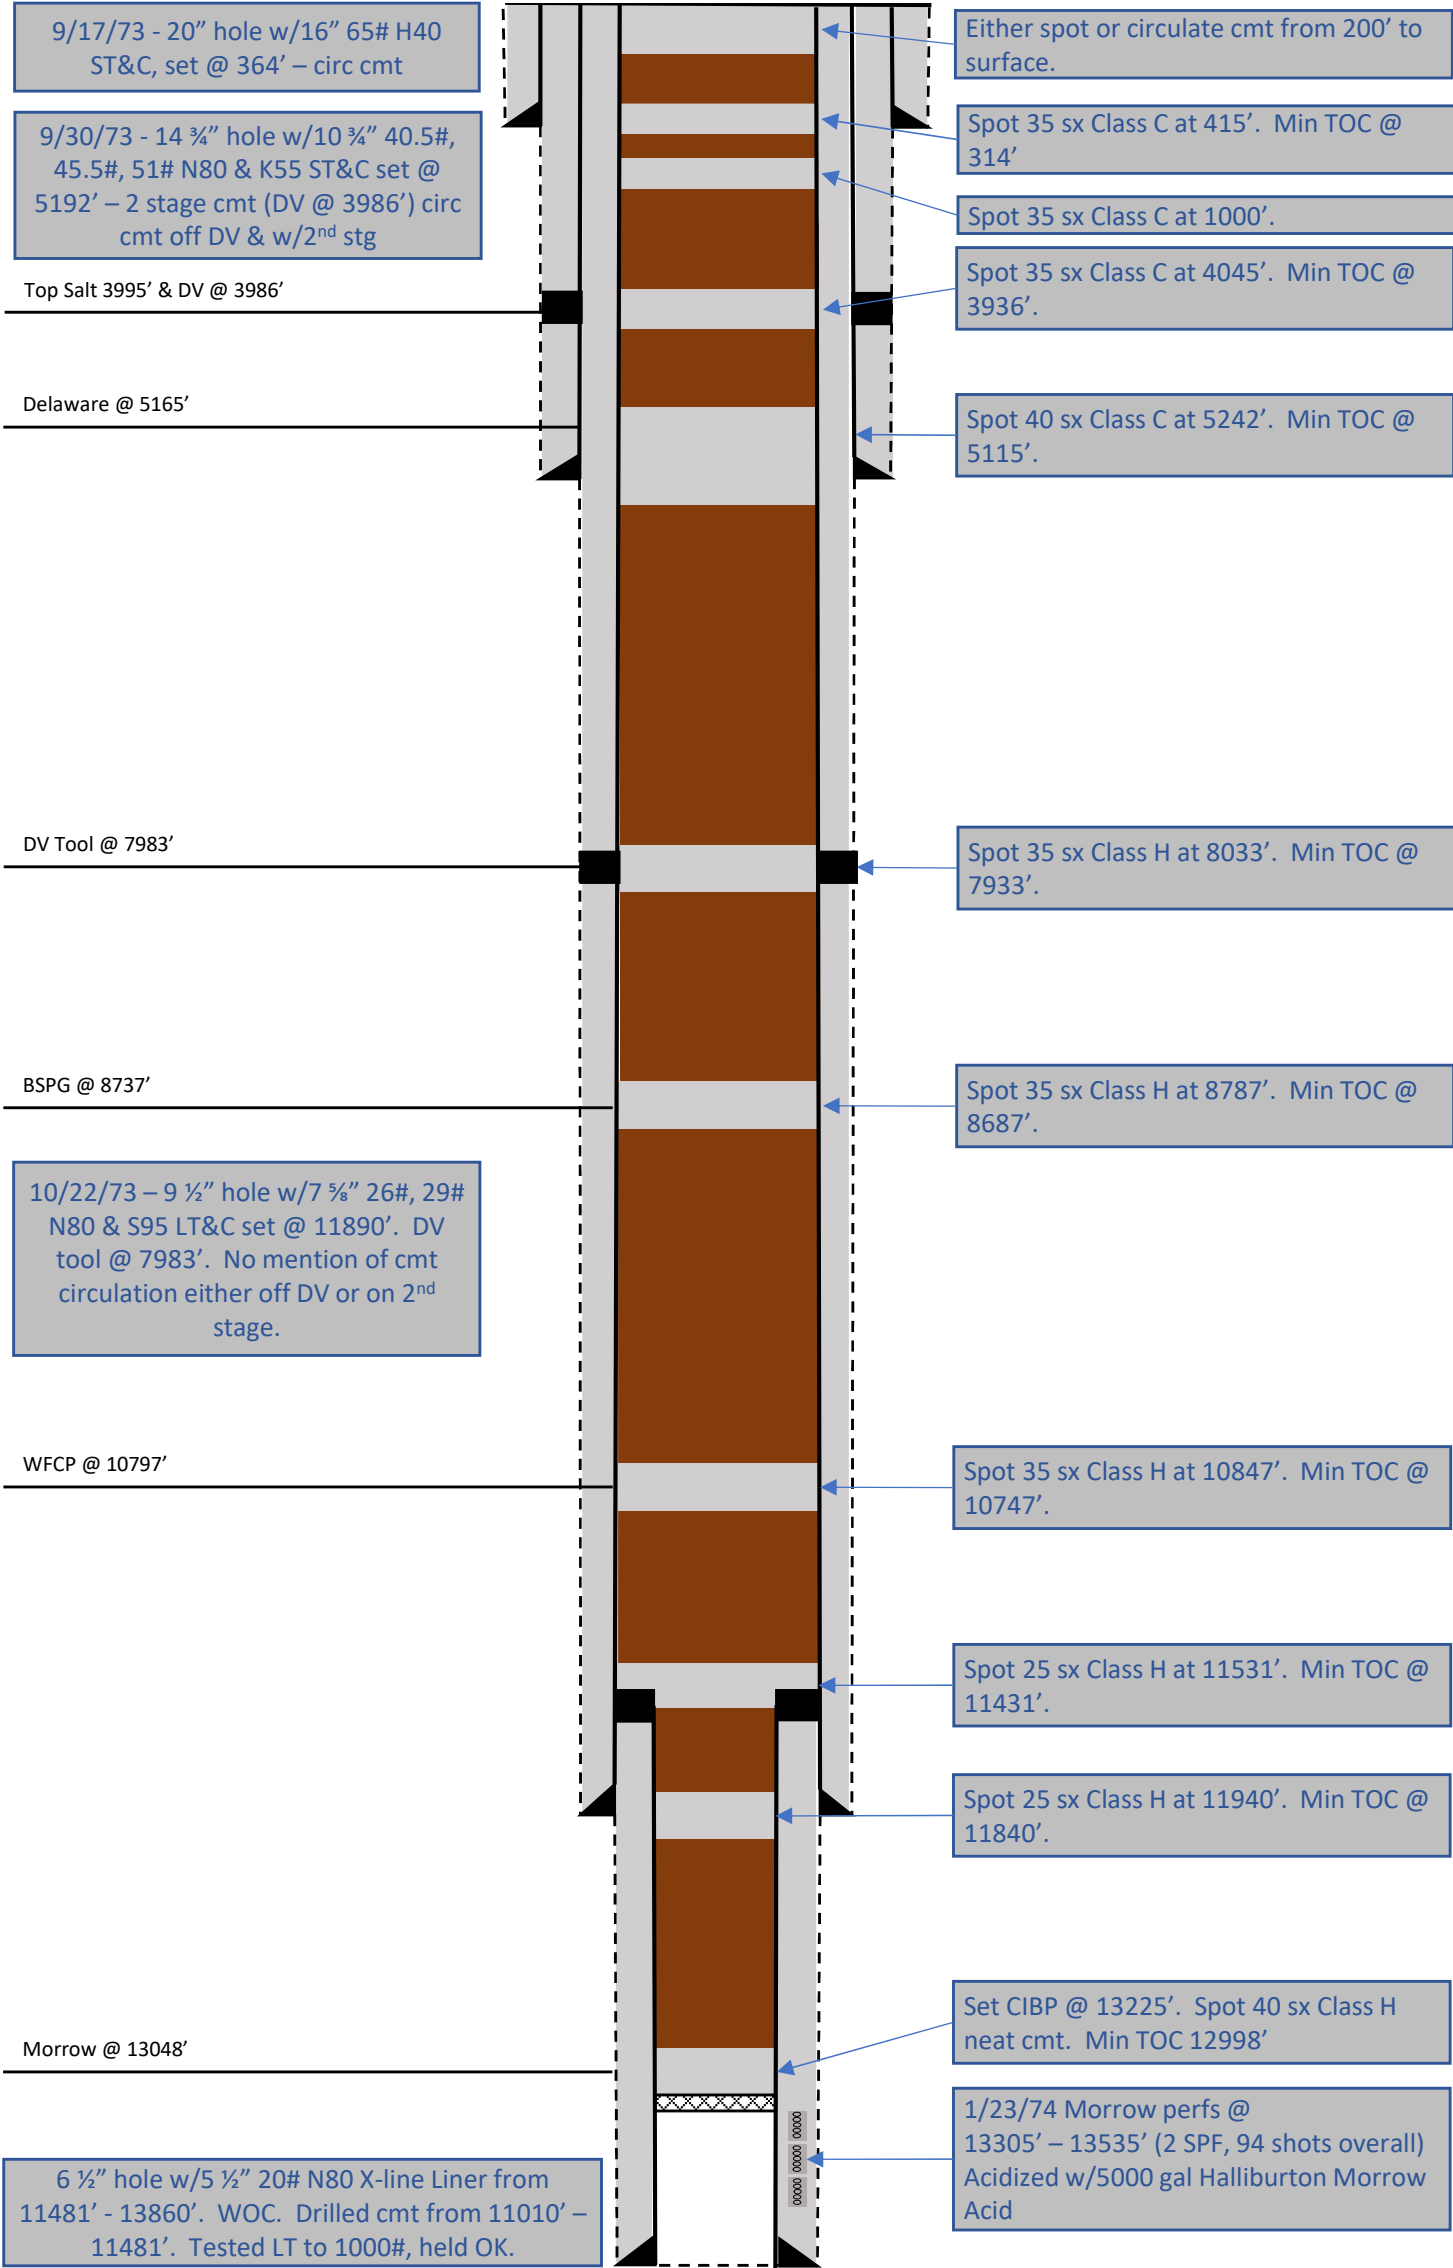 9/17/73 - 20” hole w/16” 65# H40
ST&C, set @ 364’ – circ cmt
9/30/73 - 14 ¾” hole w/10 ¾” 40.5#,
45.5#, 51# N80 & K55 ST&C set @
5192’ – 2 stage cmt (DV @ 3986’) circ
cmt off DV & w/2nd stg
Top Salt 3995’ & DV @ 3986’
Delaware @ 5165’
DV Tool @ 7983’
BSPG @ 8737’
10/22/73 – 9 ½” hole w/7 ⅝” 26#, 29#
N80 & S95 LT&C set @ 11890’. DV
tool @ 7983’. No mention of cmt
circulation either off DV or on 2nd
stage.
WFCP @ 10797’
Morrow @ 13048’
6 ½” hole w/5 ½” 20# N80 X-line Liner from
11481’ - 13860’. WOC. Drilled cmt from 11010’ –
11481’. Tested LT to 1000#, held OK.
Either spot or circulate cmt from 200’ to
surface.
Spot 35 sx Class C at 415’. Min TOC @
314’
Spot 35 sx Class C at 1000’.
Spot 35 sx Class C at 4045’. Min TOC @
3936’.
Spot 40 sx Class C at 5242’. Min TOC @
5115’.
Spot 35 sx Class H at 8033’. Min TOC @
7933’.
Spot 35 sx Class H at 8787’. Min TOC @
8687’.
Spot 35 sx Class H at 10847’. Min TOC @
10747’.
Spot 25 sx Class H at 11531’. Min TOC @
11431’.
Spot 25 sx Class H at 11940’. Min TOC @
11840’.
Set CIBP @ 13225’. Spot 40 sx Class H
neat cmt. Min TOC 12998’
1/23/74 Morrow perfs @
13305’ – 13535’ (2 SPF, 94 shots overall)
Acidized w/5000 gal Halliburton Morrow
Acid
00000
00000
00000